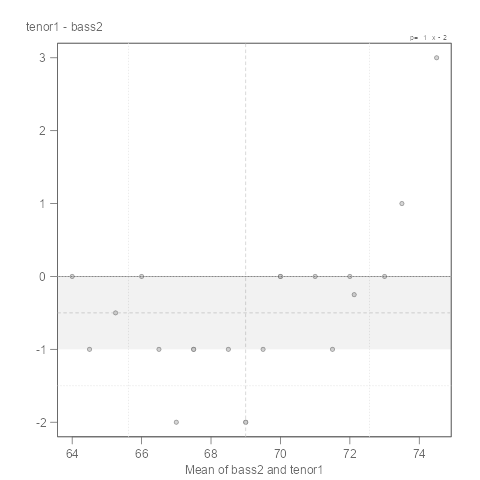 tenor1 - bass2
p= 1 x - 2
3
2
1
0
-1
-2
64 66 68 70 72 74
Mean of bass2 and tenor1